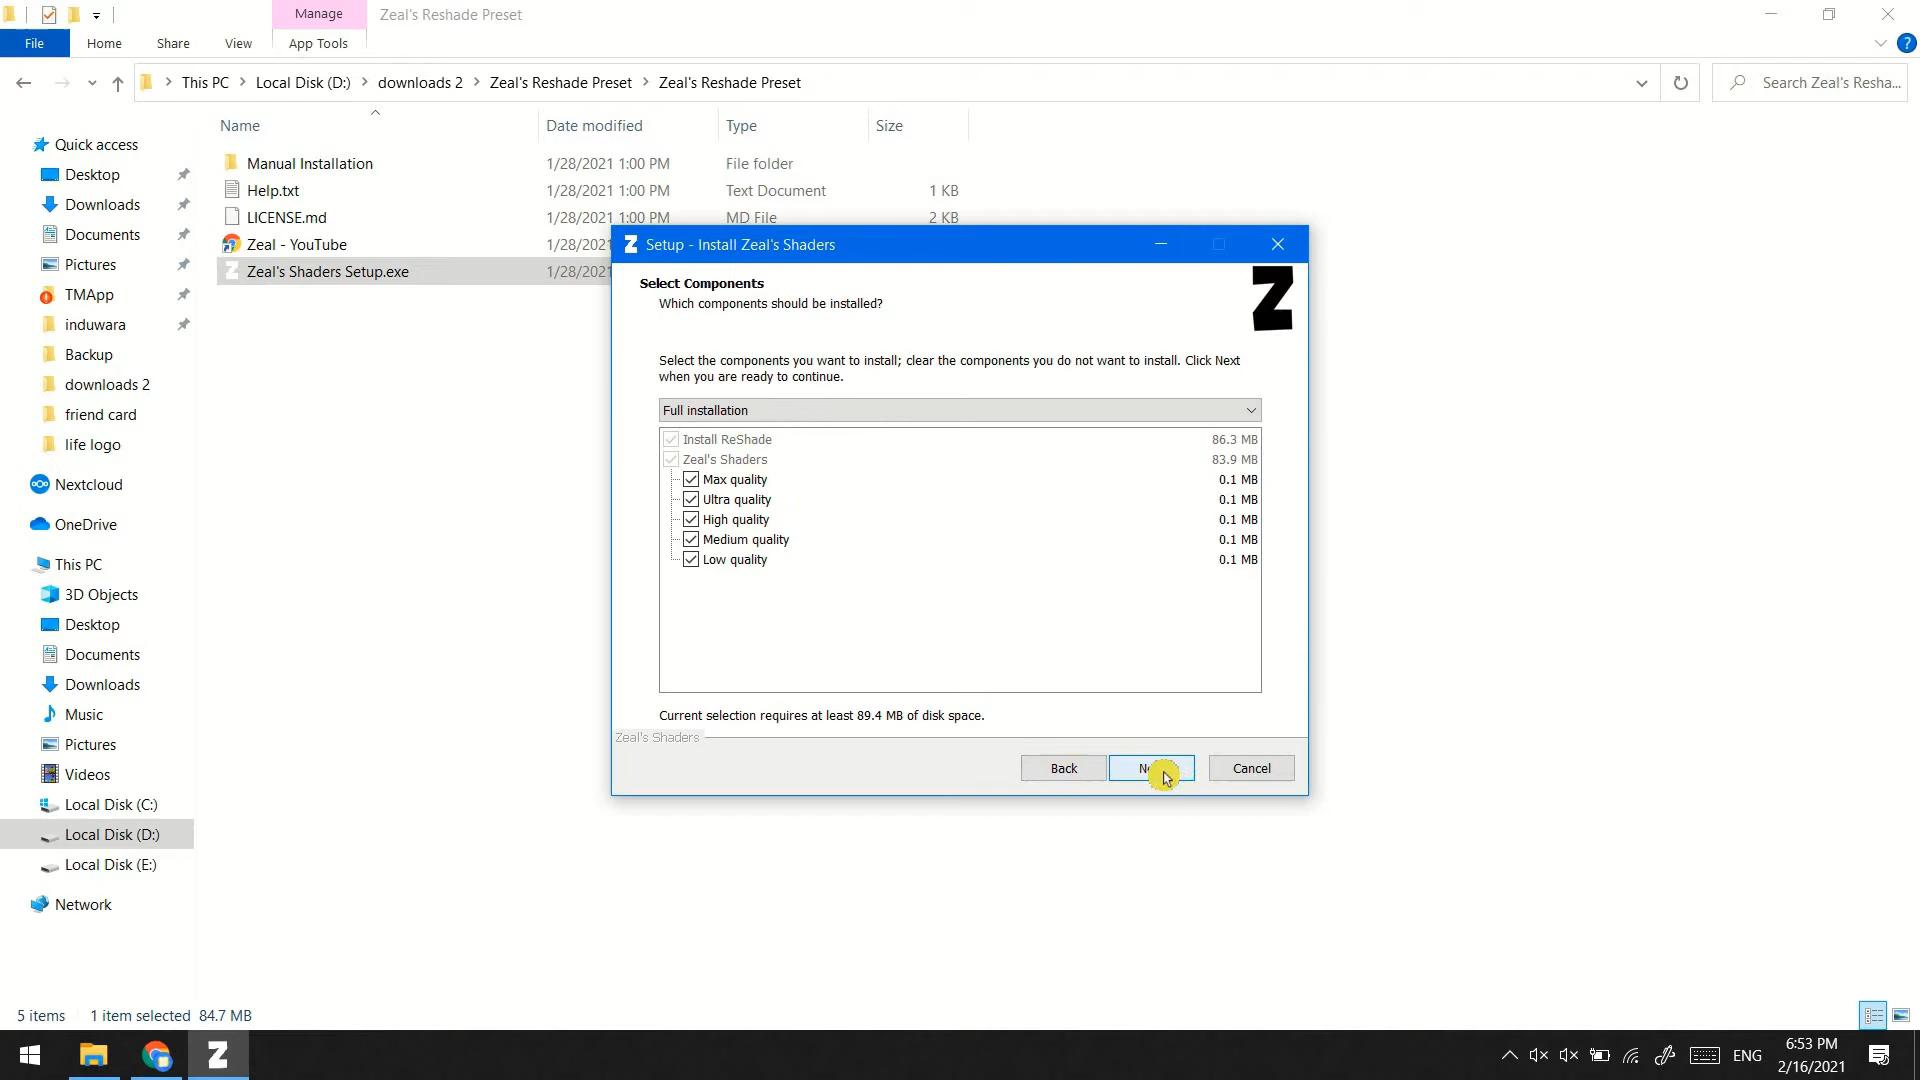 Manage
Zeal's Reshade Preset
File
Home
Share
View
App Tools
This PC
Local Disk (D:)
downloads 2
Zeal's Reshade Preset
Zeal's Reshade Preset
Search Zeal's Resha...
Name
Date modified
Type
Size
Quick access
Desktop
Downloads
Documents
Pictures
TMApp
induwara
Backup
downloads 2
friend card
life logo
Nextcloud
OneDrive
This PC
3D Objects
Desktop
Documents
Downloads
Music
Pictures
Videos
Local Disk (C:)
Local Disk (D:)
Local Disk (E:)
Network
Manual Installation 1/28/2021 1:00 PM File folder
Help.txt 1/28/2021 1:00 PM Text Document 1 KB
LICENSE.md 1/28/2021 1:00 PM MD File 2 KB
Zeal - YouTube 1/28/2021
Zeal's Shaders Setup.exe 1/28/2021
Z Setup - Install Zeal's Shaders
Select Components
Which components should be installed?
Z
Select the components you want to install; clear the components you do not want to install. Click Next
when you are ready to continue.
Full installation
Install ReShade 86.3 MB
Zeal's Shaders 83.9 MB
Max quality 0.1 MB
Ultra quality 0.1 MB
High quality 0.1 MB
Medium quality 0.1 MB
Low quality 0.1 MB
Current selection requires at least 89.4 MB of disk space.
Zeal's Shaders
Back
Cancel
5 items 1 item selected 84.7 MB
Z
ENG
6:53 PM
2/16/2021